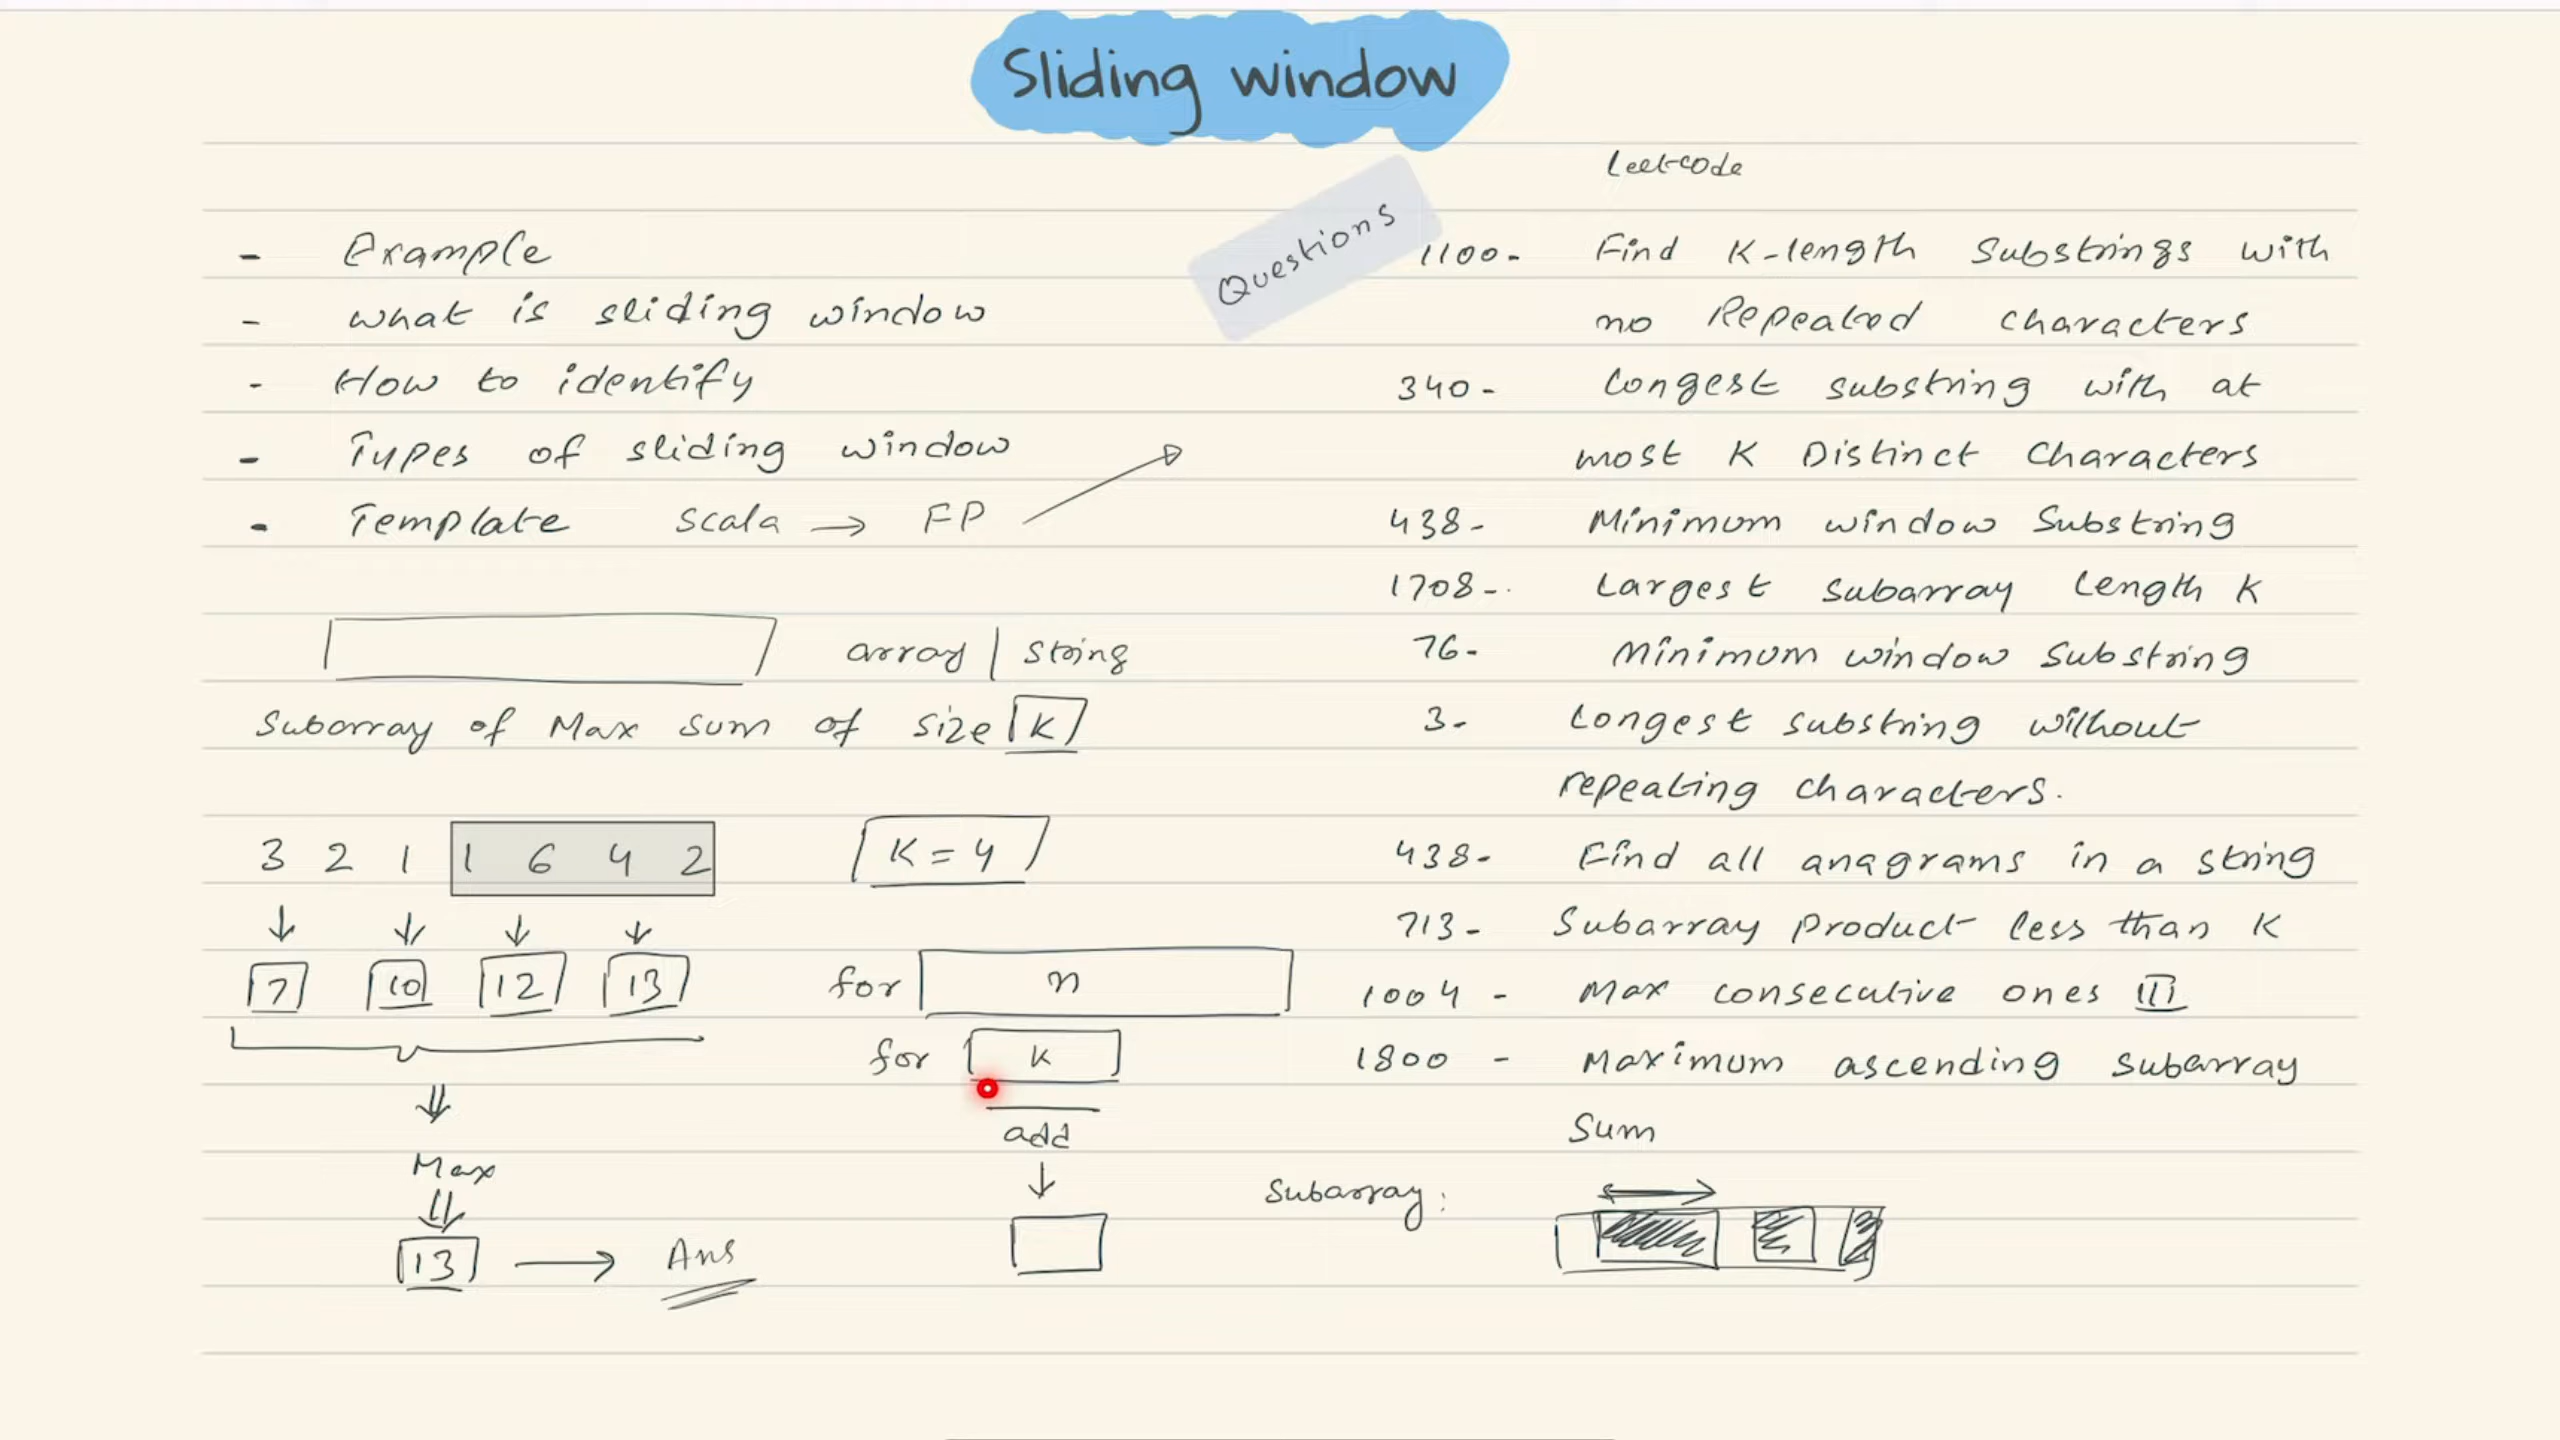 Sliding window
- Example
- what is sliding window
- How to identify
- Types of sliding window
- Template Scala → FP
array | string
Subarray of Max sum of size K
3 2 1 1 6 4 2
K = 4
7 10 12 13
Max
13 → Ans
for n
for k
add
Questions
Leetcode
1100- Find K-length Substrings with
no Repeated characters
340- Longest substring with at
most K Distinct Characters
438- Minimum window Substring
1708- Largest subarray Length K
76- Minimum window substring
3- Longest substring without
repeating characters.
438- Find all anagrams in a string
713- Subarray product less than K
1004 - Max consecutive ones III
1800 - Maximum ascending subarray
Sum
Subarray: